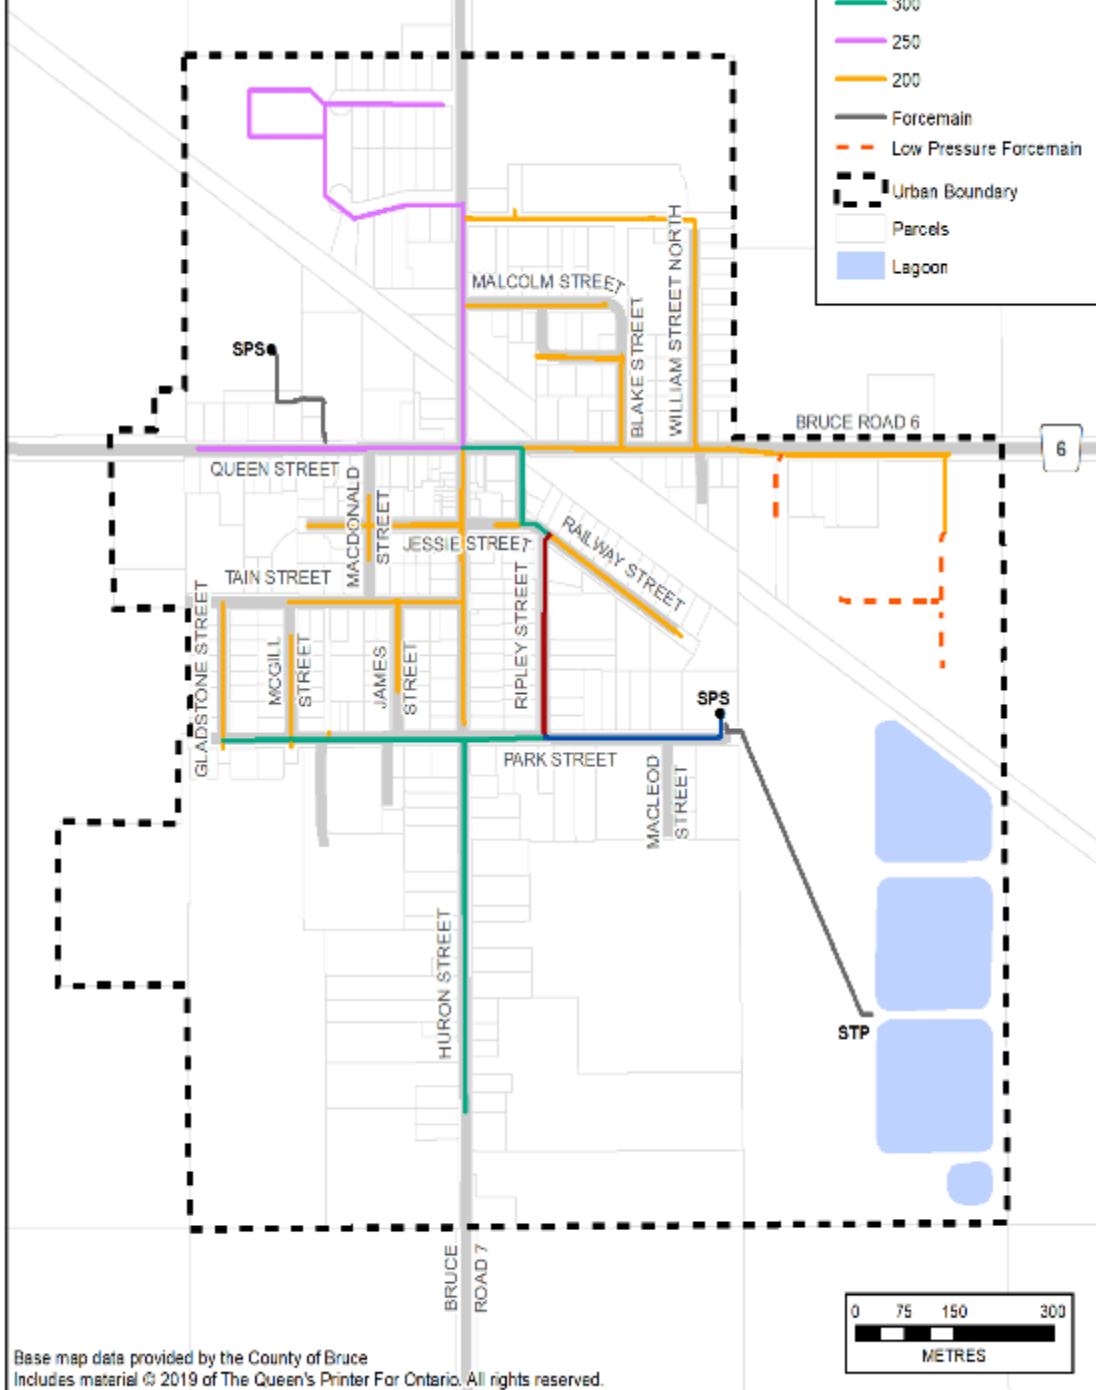 300
250
200
Forcemain
Low Pressure Forcemain
Urban Boundary
Parcels
Lagoon
MALCOLM STREET
BLAKE STREET
WILLIAM STREET NORTH
SPS
BRUCE ROAD 6
6
QUEEN STREET
MACDONALD
STREET
JESSIE STREET
RAILWAY STREET
TAIN STREET
GLADSTONE STREET
MCGILL
STREET
JAMES
STREET
RIPLEY STREET
SPS
PARK STREET
MACLEOD
STREET
HURON STREET
STP
BRUCE
ROAD 7
0 75 150 300
METRES
Base map data provided by the County of Bruce
Includes material © 2019 of The Queen's Printer For Ontario. All rights reserved.